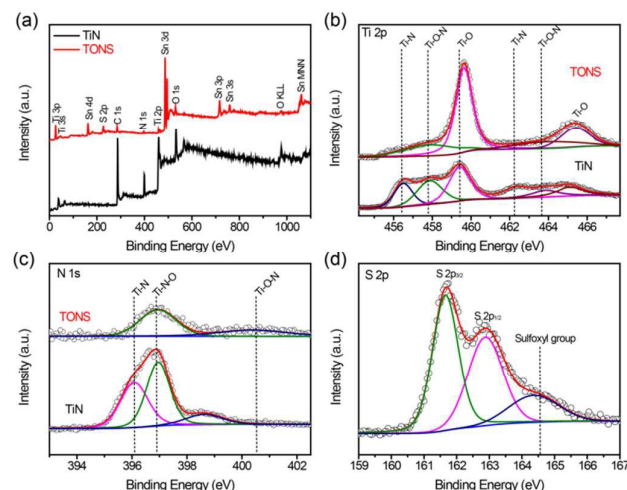 (a)
TiN
TONS
Ti 3p
Ti 3s
Sn 4d
S 2p
C 1s
N 1s
Ti 2p
Sn 3d
O 1s
Sn 3p
Sn 3s
O KLL
Sn MNN
Intensity (a.u.)
0 200 400 600 800 1000
Binding Energy (eV)
(b)
Ti 2p
Ti-N
Ti-O-N
Ti-O
Ti-N
Ti-O-N
TONS
Ti-O
TiN
Intensity (a.u.)
456 458 460 462 464 466
Binding Energy (eV)
(c)
N 1s
Ti-N
Ti-N-O
Ti-O-N
TONS
TiN
Intensity (a.u.)
394 396 398 400 402
Binding Energy (eV)
(d)
S 2p
S 2p3/2
S 2p1/2
Sulfoxyl group
Intensity (a.u.)
159 160 161 162 163 164 165 166 167
Binding Energy (eV)